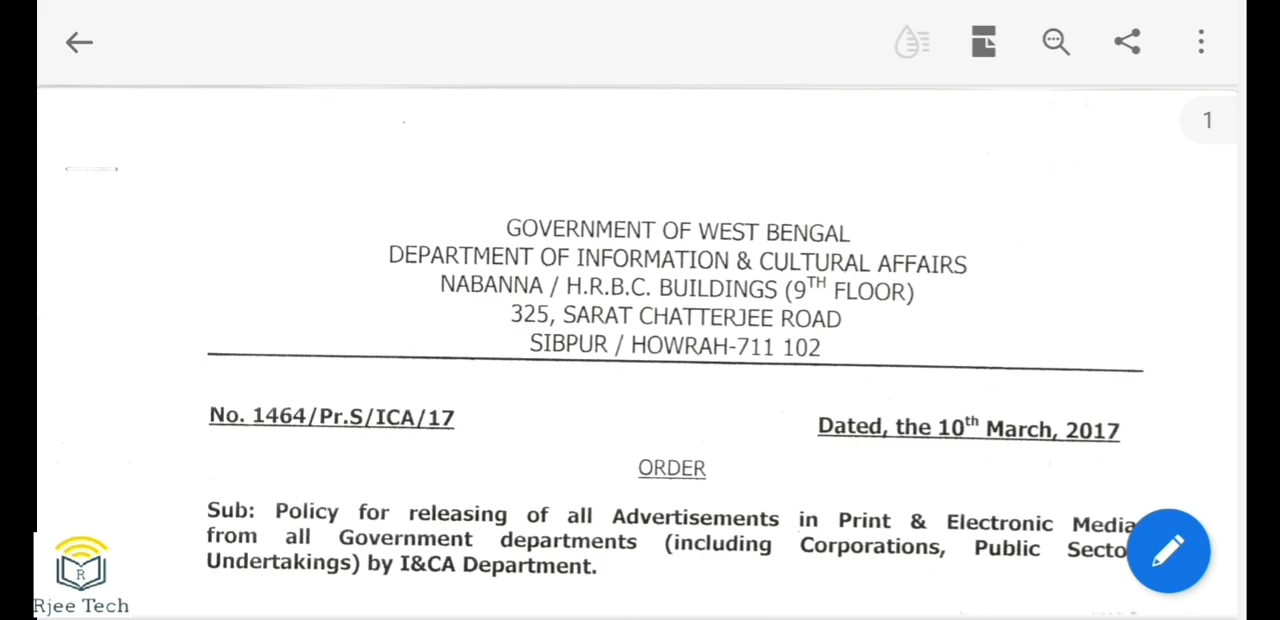 1
GOVERNMENT OF WEST BENGAL
DEPARTMENT OF INFORMATION & CULTURAL AFFAIRS
NABANNA / H.R.B.C. BUILDINGS (9TH FLOOR)
325, SARAT CHATTERJEE ROAD
SIBPUR / HOWRAH-711 102
No. 1464/Pr.S/ICA/17 Dated, the 10th March, 2017
ORDER
Sub: Policy for releasing of all Advertisements in Print & Electronic Media
from all Government departments (including Corporations, Public Secto
Undertakings) by I&CA Department.
R
Rjee Tech